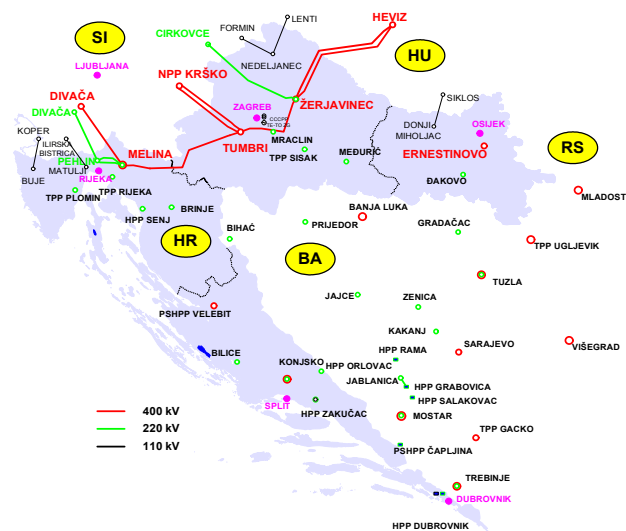 LENTI
FORMIN
HEVIZ
SI
CIRKOVCE
HU
NEDELJANEC
LJUBLJANA
NPP KRŠKO
SIKLOS
DIVAČA
ZAGREB
ŽERJAVINEC
DIVAČA
CCCPP
TE-TO ZG
KOPER
DONJI
MIHOLJAC
OSIJEK
MRACLIN
TUMBRI
ILIRSKA
BISTRICA
MELINA
TPP SISAK
MEĐURIĆ
ERNESTINOVO
RS
PEHLIN
MATULJI
RIJEKA
BUJE
TPP RIJEKA
ĐAKOVO
TPP PLOMIN
MLADOST
BRINJE
HPP SENJ
BANJA LUKA
PRIJEDOR
GRADAČAC
HR
BIHAĆ
BA
TPP UGLJEVIK
TUZLA
JAJCE
ZENICA
PSHPP VELEBIT
KAKANJ
SARAJEVO
VIŠEGRAD
HPP RAMA
BILICE
KONJSKO
HPP ORLOVAC
JABLANICA
HPP GRABOVICA
HPP SALAKOVAC
SPLIT
HPP ZAKUČAC
MOSTAR
400 kV
220 kV
110 kV
TPP GACKO
PSHPP ČAPLJINA
TREBINJE
DUBROVNIK
HPP DUBROVNIK